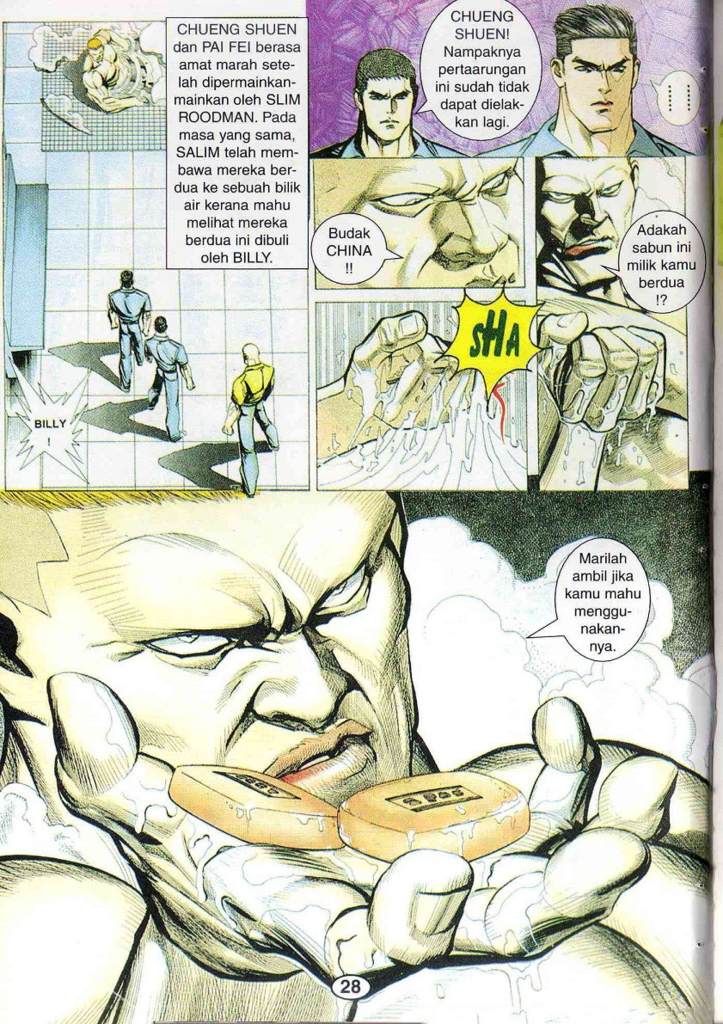 CHUENG SHUEN
dan PAI FEI berasa
amat marah sete-
lah dipermainkan-
mainkan oleh SLIM
ROODMAN. Pada
masa yang sama,
SALIM telah mem-
bawa mereka ber-
dua ke sebuah bilik
air kerana mahu
melihat mereka
berdua ini dibuli
oleh BILLY.
CHUENG
SHUEN!
Nampaknya
pertaarungan
ini sudah tidak
dapat dielak-
kan lagi.
Budak
CHINA
!!
Adakah
sabun ini
milik kamu
berdua
!?
SHA
BILLY
!
Marilah
ambil jika
kamu mahu
menggu-
nakan-
nya.
28